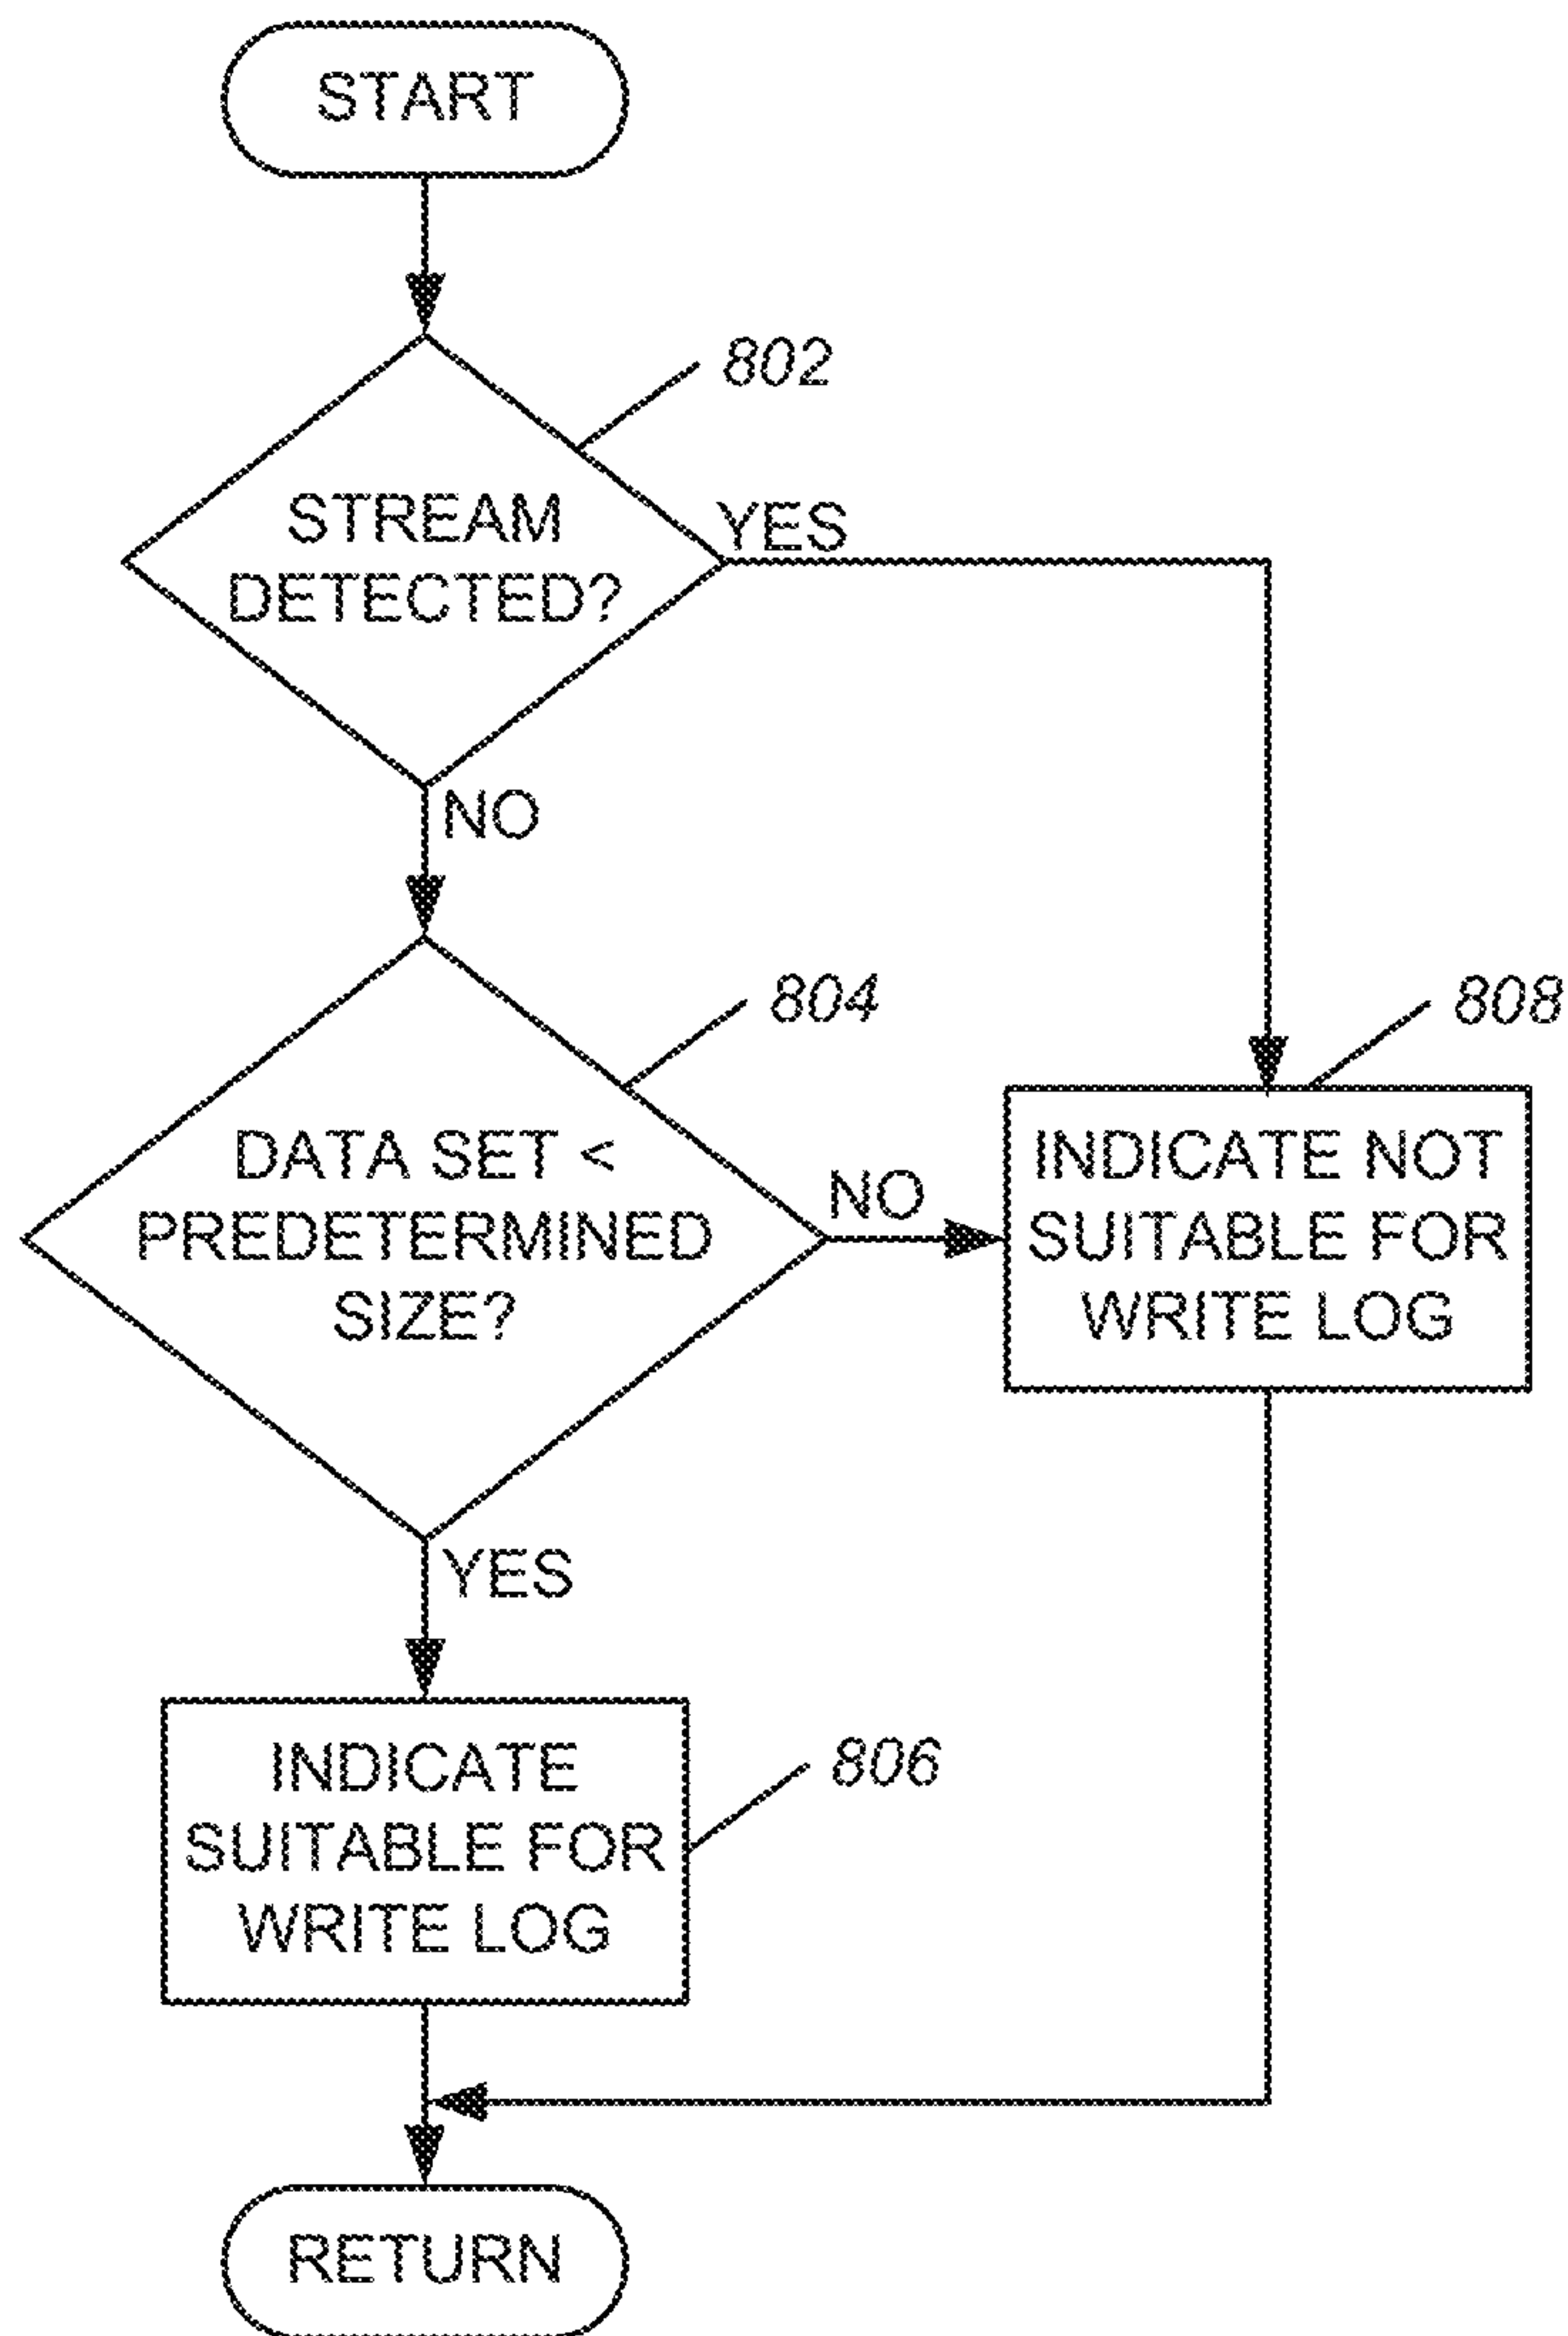 START
802
STREAM
DETECTED?
YES
NO
804
808
DATA SET <
PREDETERMINED
SIZE?
NO
INDICATE NOT
SUITABLE FOR
WRITE LOG
YES
INDICATE
SUITABLE FOR
WRITE LOG
806
RETURN